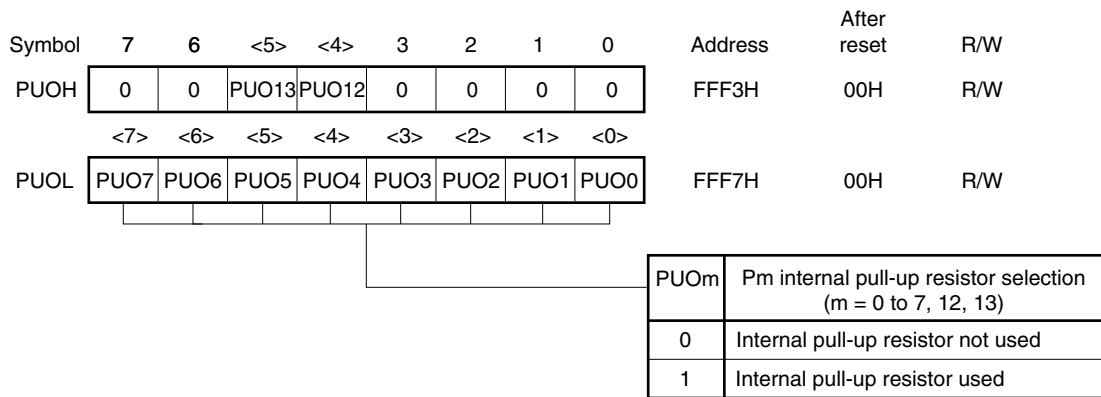 After
Symbol 7 6 <5> <4> 3 2 1 0 Address reset R/W
PUOH 0 0 PUO13 PUO12 0 0 0 0 FFF3H 00H R/W
<7> <6> <5> <4> <3> <2> <1> <0>
PUOL PUO7 PUO6 PUO5 PUO4 PUO3 PUO2 PUO1 PUO0 FFF7H 00H R/W
PUOm Pm internal pull-up resistor selection
(m = 0 to 7, 12, 13)
0 Internal pull-up resistor not used
1 Internal pull-up resistor used